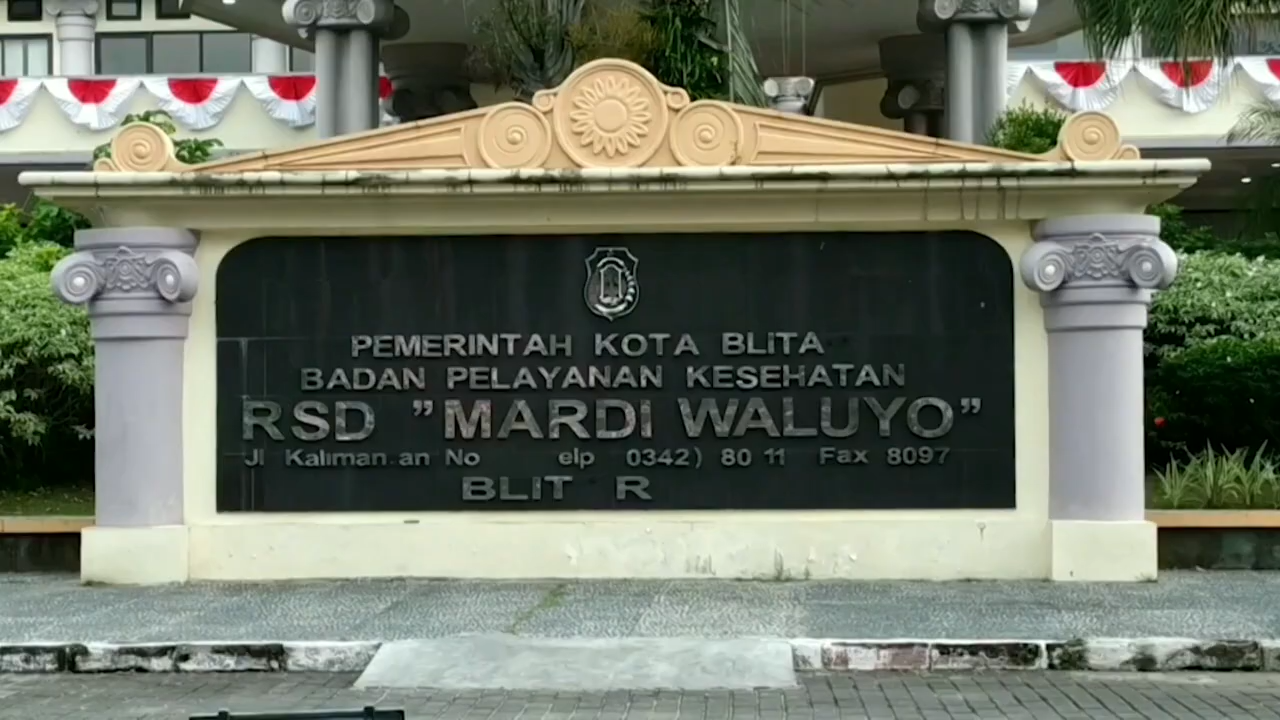 PEMERINTAH KOTA BLITA
BADAN PELAYANAN KESEHATAN
RSD "MARDI WALUYO"
Jl Kaliman an No elp 0342) 80 11 Fax 8097
BLIT R